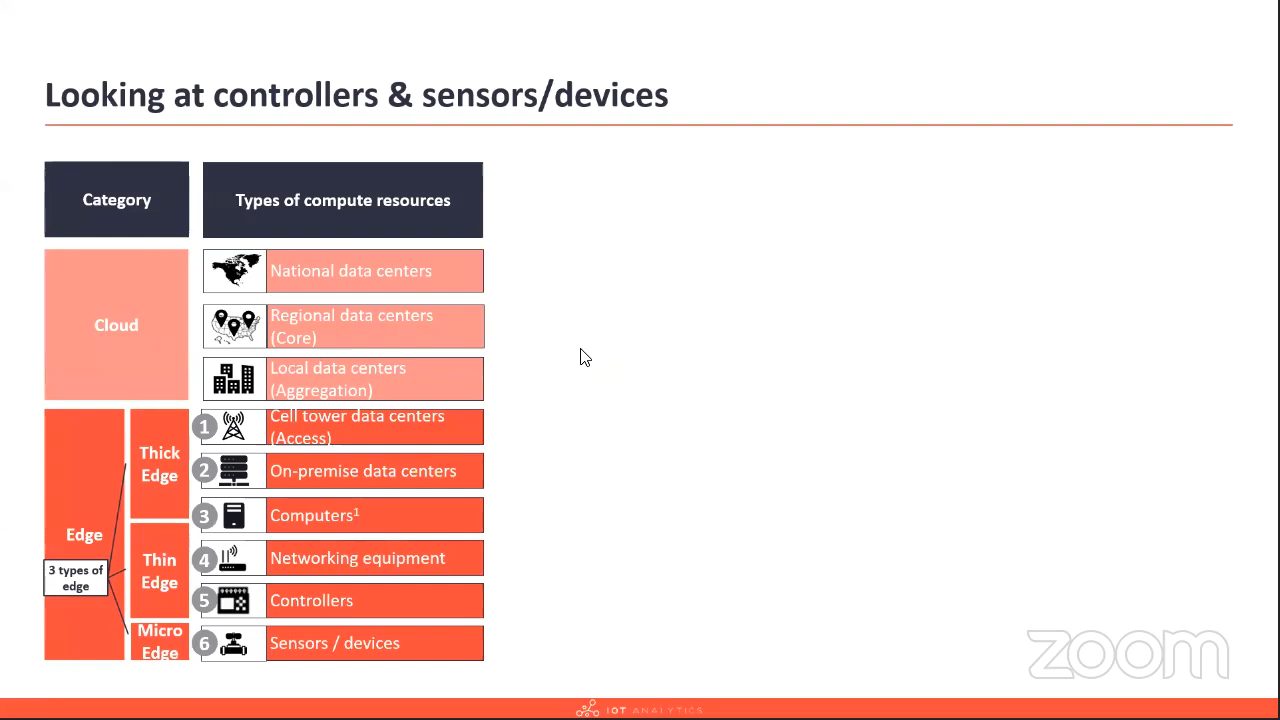 Looking at controllers & sensors/devices
Category
Types of compute resources
Cloud
National data centers
Regional data centers
(Core)
Local data centers
(Aggregation)
Edge
3 types of
edge
Thick
Edge
1
Cell tower data centers
(Access)
2
On-premise data centers
3
Computers¹
Thin
Edge
4
Networking equipment
5
Controllers
Micro
Edge
6
Sensors / devices
zoom
IOT ANALYTICS